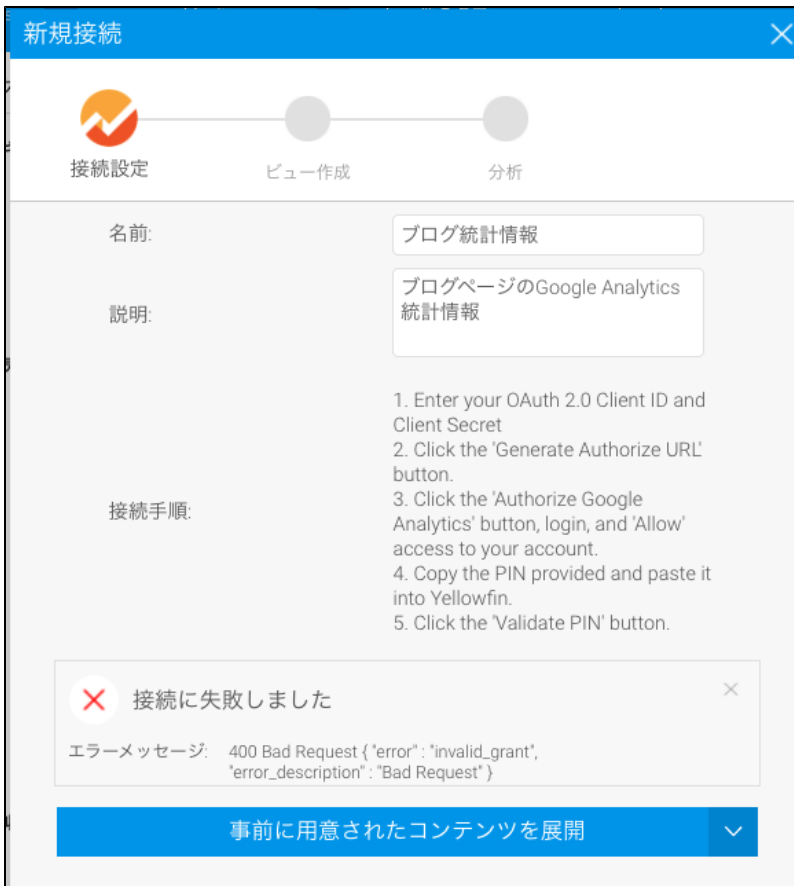 新規接続
接続設定
ビュー作成
分析
名前:
ブログ統計情報
説明:
ブログページのGoogle Analytics
統計情報
接続手順:
1. Enter your OAuth 2.0 Client ID and
Client Secret
2. Click the 'Generate Authorize URL'
button.
3. Click the 'Authorize Google
Analytics' button, login, and 'Allow'
access to your account.
4. Copy the PIN provided and paste it
into Yellowfin.
5. Click the 'Validate PIN' button.
接続に失敗しました
エラーメッセージ: 400 Bad Request { "error" : "invalid_grant",
"error_description" : "Bad Request" }
事前に用意されたコンテンツを展開